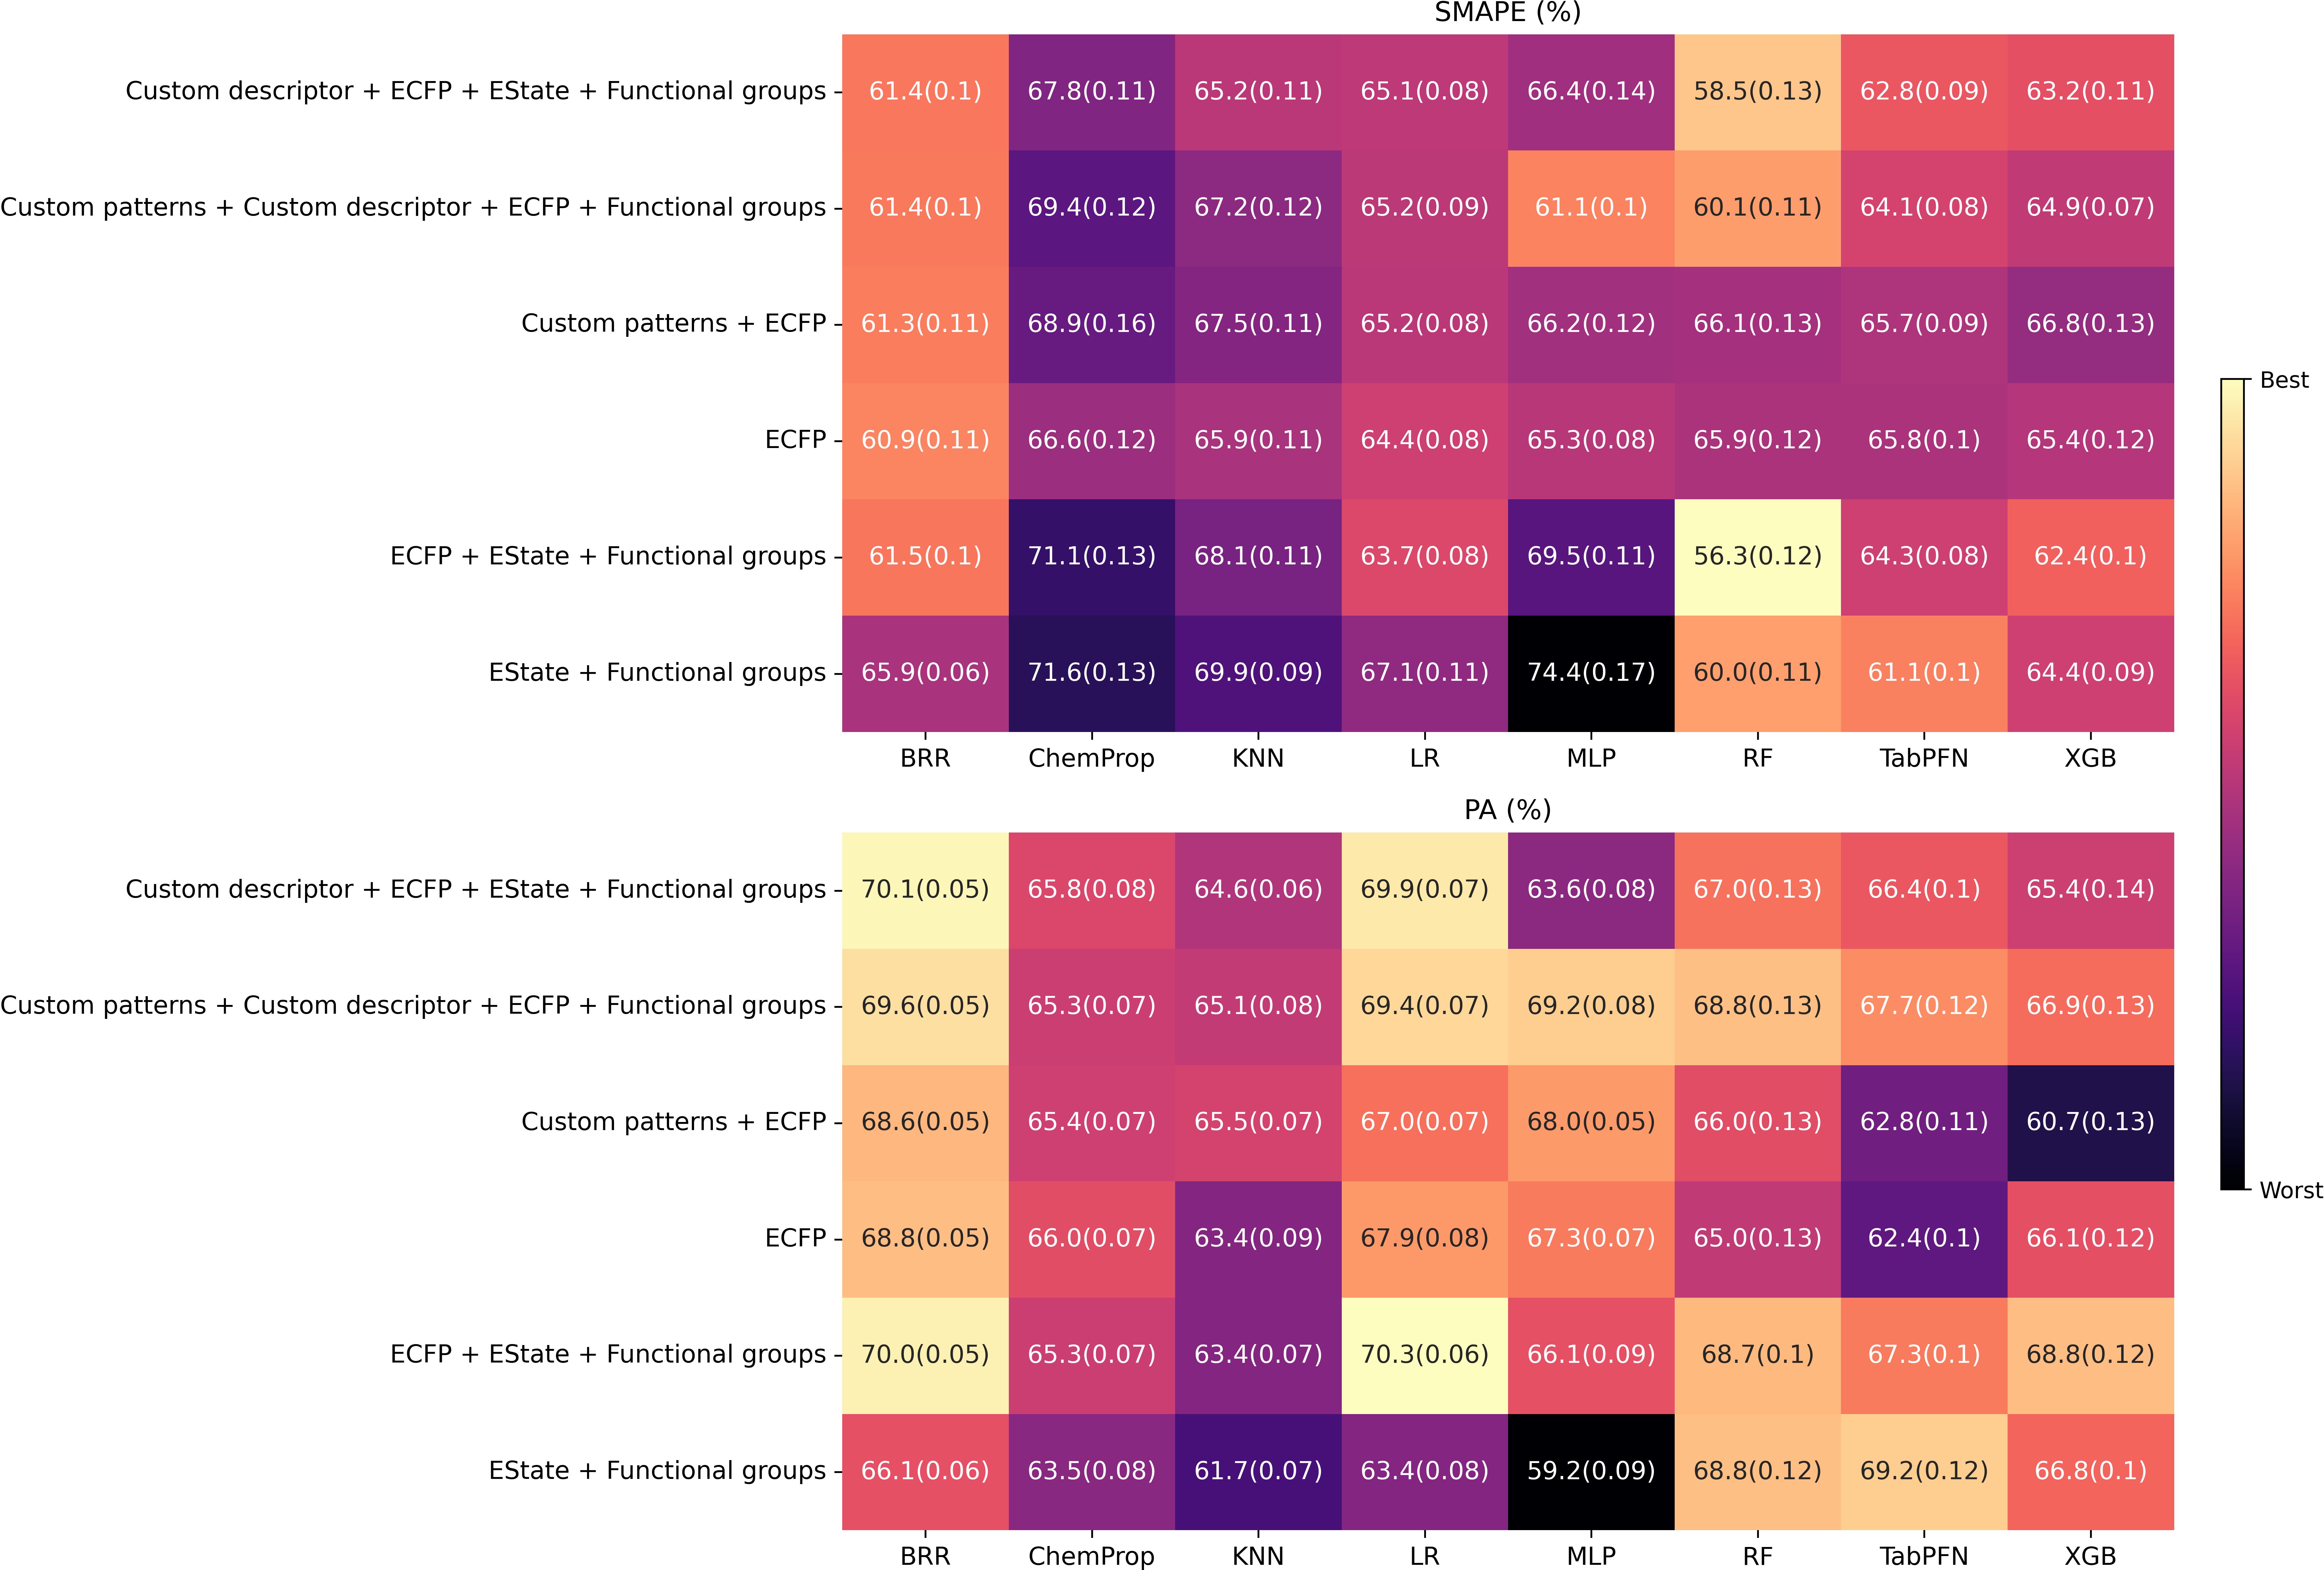 SMAPE (%)
Custom descriptor + ECFP + EState + Functional groups 61.4(0.1) 67.8(0.11) 65.2(0.11) 65.1(0.08) 66.4(0.14) 58.5(0.13) 62.8(0.09) 63.2(0.11)
Custom patterns + Custom descriptor + ECFP + Functional groups 61.4(0.1) 69.4(0.12) 67.2(0.12) 65.2(0.09) 61.1(0.1) 60.1(0.11) 64.1(0.08) 64.9(0.07)
Custom patterns + ECFP 61.3(0.11) 68.9(0.16) 67.5(0.11) 65.2(0.08) 66.2(0.12) 66.1(0.13) 65.7(0.09) 66.8(0.13)
ECFP 60.9(0.11) 66.6(0.12) 65.9(0.11) 64.4(0.08) 65.3(0.08) 65.9(0.12) 65.8(0.1) 65.4(0.12)
ECFP + EState + Functional groups 61.5(0.1) 71.1(0.13) 68.1(0.11) 63.7(0.08) 69.5(0.11) 56.3(0.12) 64.3(0.08) 62.4(0.1)
EState + Functional groups 65.9(0.06) 71.6(0.13) 69.9(0.09) 67.1(0.11) 74.4(0.17) 60.0(0.11) 61.1(0.1) 64.4(0.09)
BRR ChemProp KNN LR MLP RF TabPFN XGB
PA (%)
Custom descriptor + ECFP + EState + Functional groups 70.1(0.05) 65.8(0.08) 64.6(0.06) 69.9(0.07) 63.6(0.08) 67.0(0.13) 66.4(0.1) 65.4(0.14)
Custom patterns + Custom descriptor + ECFP + Functional groups 69.6(0.05) 65.3(0.07) 65.1(0.08) 69.4(0.07) 69.2(0.08) 68.8(0.13) 67.7(0.12) 66.9(0.13)
Custom patterns + ECFP 68.6(0.05) 65.4(0.07) 65.5(0.07) 67.0(0.07) 68.0(0.05) 66.0(0.13) 62.8(0.11) 60.7(0.13)
ECFP 68.8(0.05) 66.0(0.07) 63.4(0.09) 67.9(0.08) 67.3(0.07) 65.0(0.13) 62.4(0.1) 66.1(0.12)
ECFP + EState + Functional groups 70.0(0.05) 65.3(0.07) 63.4(0.07) 70.3(0.06) 66.1(0.09) 68.7(0.1) 67.3(0.1) 68.8(0.12)
EState + Functional groups 66.1(0.06) 63.5(0.08) 61.7(0.07) 63.4(0.08) 59.2(0.09) 68.8(0.12) 69.2(0.12) 66.8(0.1)
BRR ChemProp KNN LR MLP RF TabPFN XGB
Best
Worst